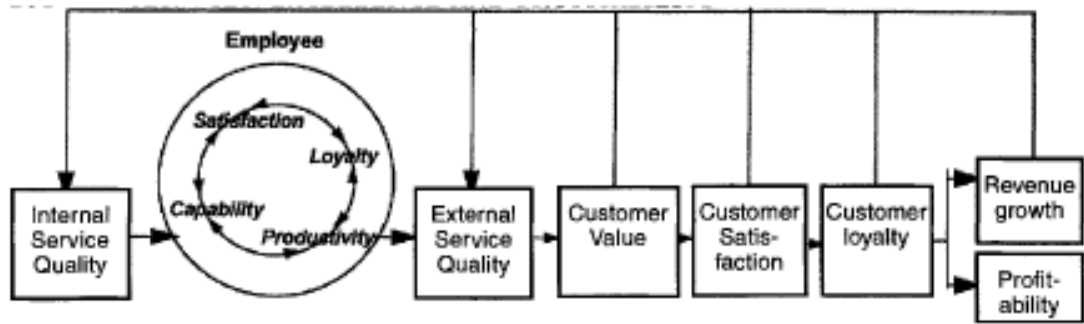 Employee
Satisfaction
Loyalty
Capability
Productivity
Internal
Service
Quality
External
Service
Quality
Customer
Value
Customer
Satis-
faction
Customer
loyalty
Revenue
growth
Profit-
ability